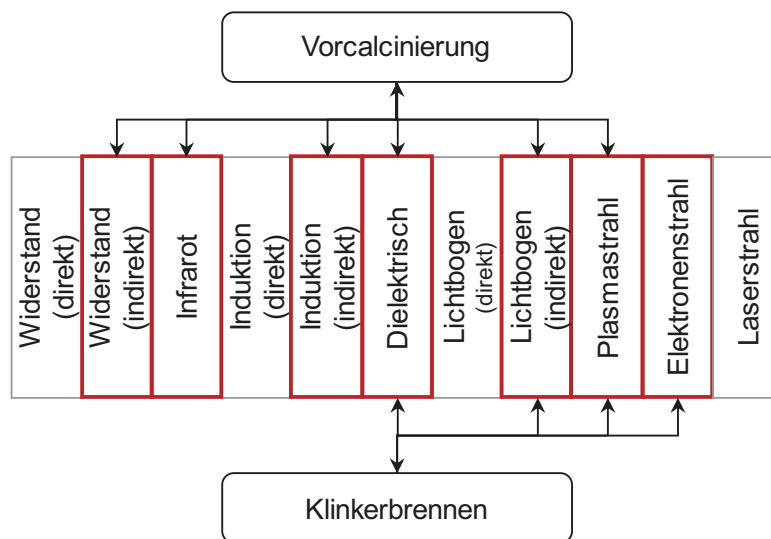 Vorcalcinierung
Widerstand
(direkt)
Widerstand
(indirekt)
Infrarot
Induktion
(direkt)
Induktion
(indirekt)
Dielektrisch
Lichtbogen
(direkt)
Lichtbogen
(indirekt)
Plasmastrahl
Elektronenstrahl
Laserstrahl
Klinkerbrennen